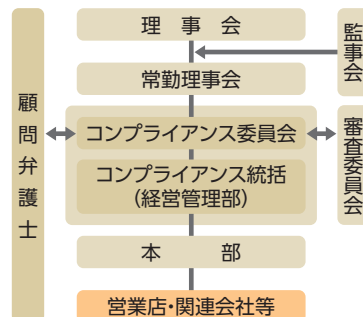 理事会
監事会
常勤理事会
顧問弁護士
コンプライアンス委員会
審査委員会
コンプライアンス統括
(経営管理部)
本部
営業店・関連会社等